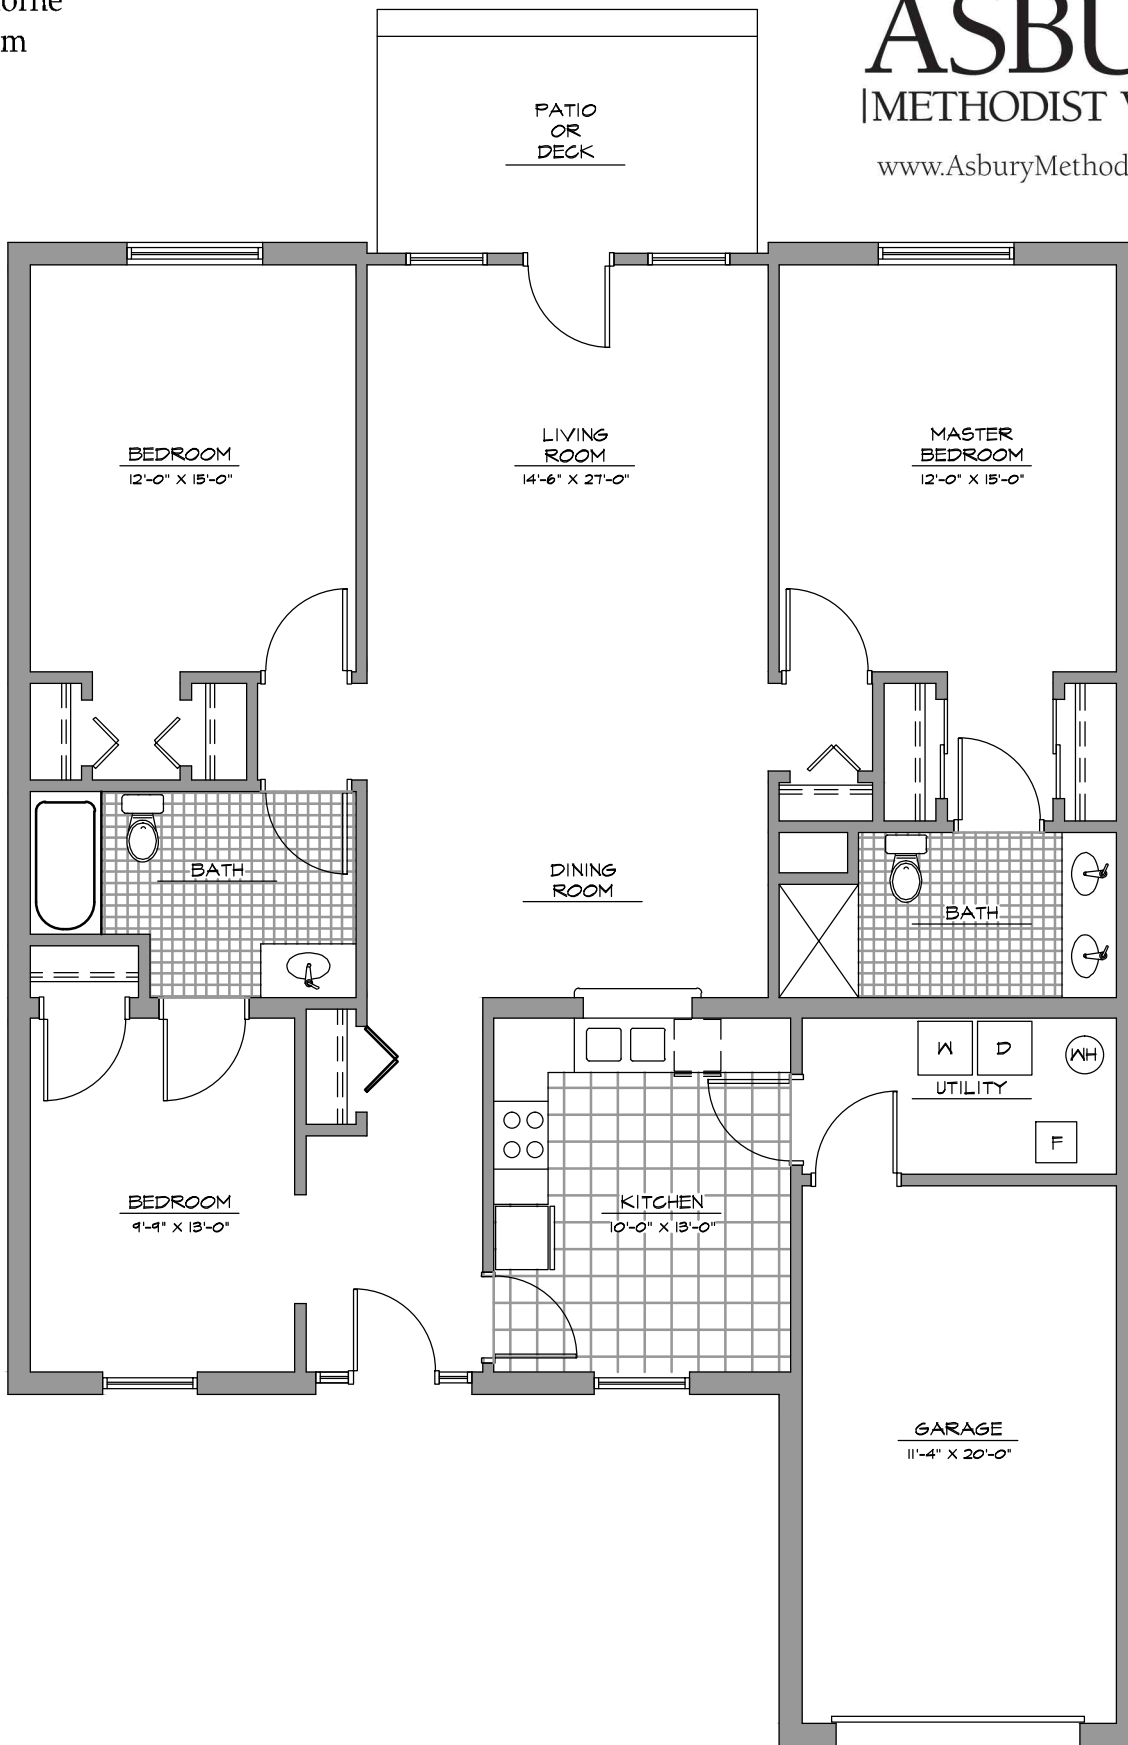 m
ASBU
METHODIST
www.AsburyMethod
PATIO
OR
DECK
BEDROOM
12'-0" X 15'-0"
LIVING
ROOM
14'-6" X 27'-0"
MASTER
BEDROOM
12'-0" X 15'-0"
DINING
ROOM
BATH
BATH
W
D
WH
UTILITY
F
BEDROOM
9'-9" X 13'-0"
KITCHEN
10'-0" X 13'-0"
GARAGE
11'-4" X 20'-0"